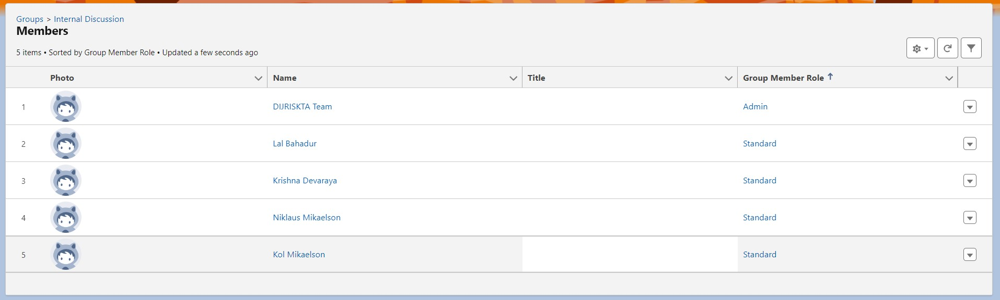 Groups > Internal Discussion
Members
5 items • Sorted by Group Member Role • Updated a few seconds ago
Photo Name Title Group Member Role ↑
1 DIJRISKTA Team Admin
2 Lal Bahadur Standard
3 Krishna Devaraya Standard
4 Niklaus Mikaelson Standard
5 Kol Mikaelson Standard